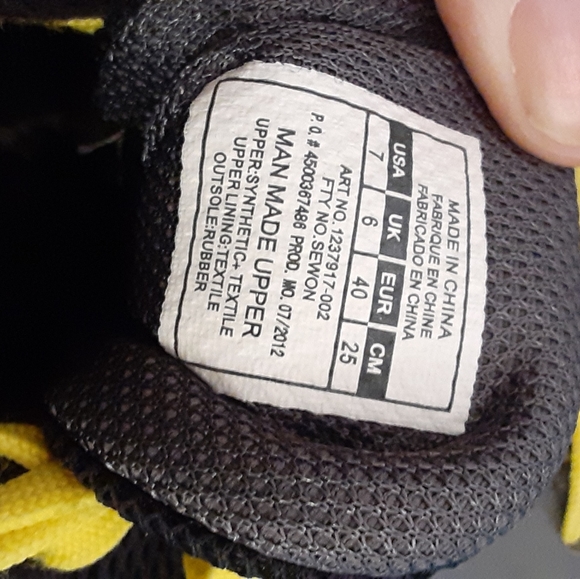 MADE IN CHINA
FABRIQUE EN CHINE
FABRICADO EN CHINA
USA UK EUR CM
7 6 40 25
ART NO. 1237917-002
FTY NO. SEWON
P.O. # 4500367486 PROD. MO. 07/2012
MAN MADE UPPER
UPPER:SYNTHETIC+ TEXTILE
UPPER LINING:TEXTILE
OUTSOLE:RUBBER